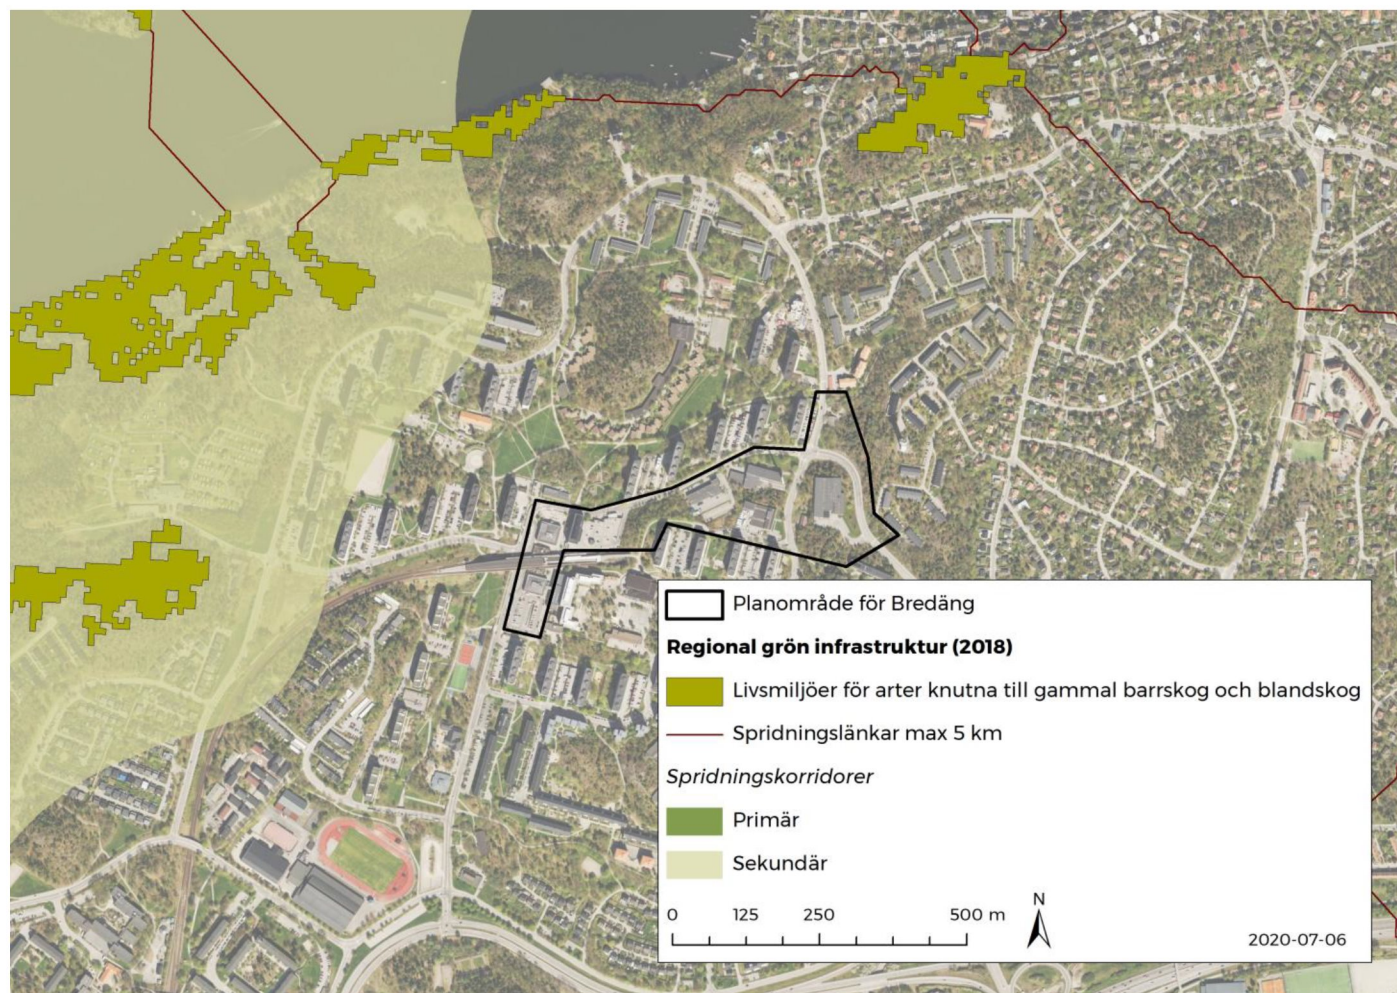 Planområde för Bredäng
Regional grön infrastruktur (2018)
Livsmiljöer för arter knutna till gammal barrskog och blandskog
Spridningslänkar max 5 km
Spridningskorridorer
Primär
Sekundär
N
0 125 250 500 m
2020-07-06